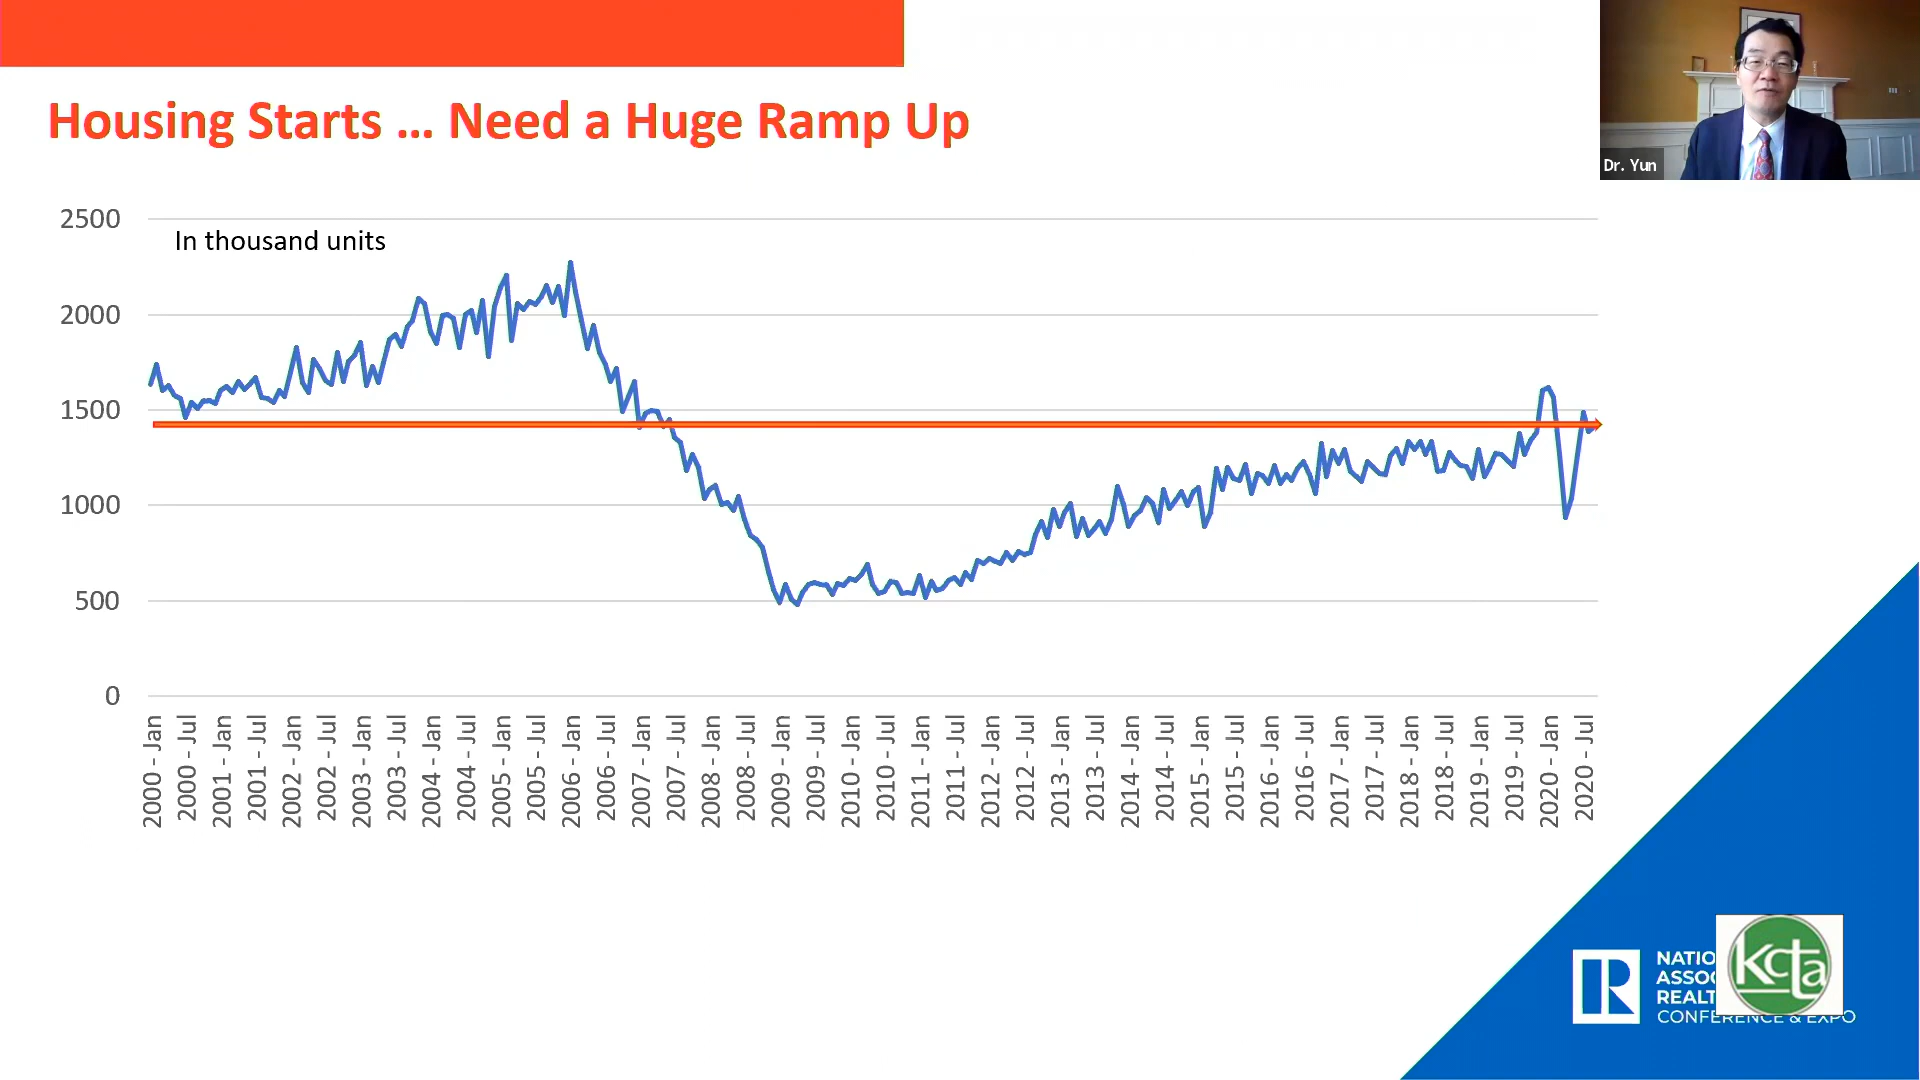 Housing Starts ... Need a Huge Ramp Up
Dr. Yun
In thousand units
2500
2000
1500
1000
500
0
2000 - Jan
2000 - Jul
2001 - Jan
2001 - Jul
2002 - Jan
2002 - Jul
2003 - Jan
2003 - Jul
2004 - Jan
2004 - Jul
2005 - Jan
2005 - Jul
2006 - Jan
2006 - Jul
2007 - Jan
2007 - Jul
2008 - Jan
2008 - Jul
2009 - Jan
2009 - Jul
2010 - Jan
2010 - Jul
2011 - Jan
2011 - Jul
2012 - Jan
2012 - Jul
2013 - Jan
2013 - Jul
2014 - Jan
2014 - Jul
2015 - Jan
2015 - Jul
2016 - Jan
2016 - Jul
2017 - Jan
2017 - Jul
2018 - Jan
2018 - Jul
2019 - Jan
2019 - Jul
2020 - Jan
2020 - Jul
R
NATIO
ASSO
REALT
CONFERENCE & EXPO
kcta